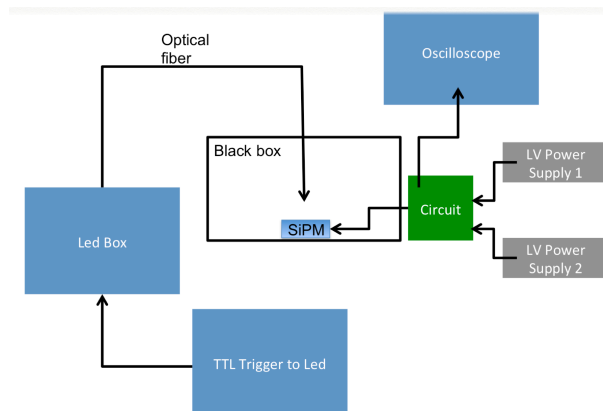 Optical
fiber
Oscilloscope
Black box
LV Power
Supply 1
Circuit
SiPM
Led Box
LV Power
Supply 2
TTL Trigger to Led